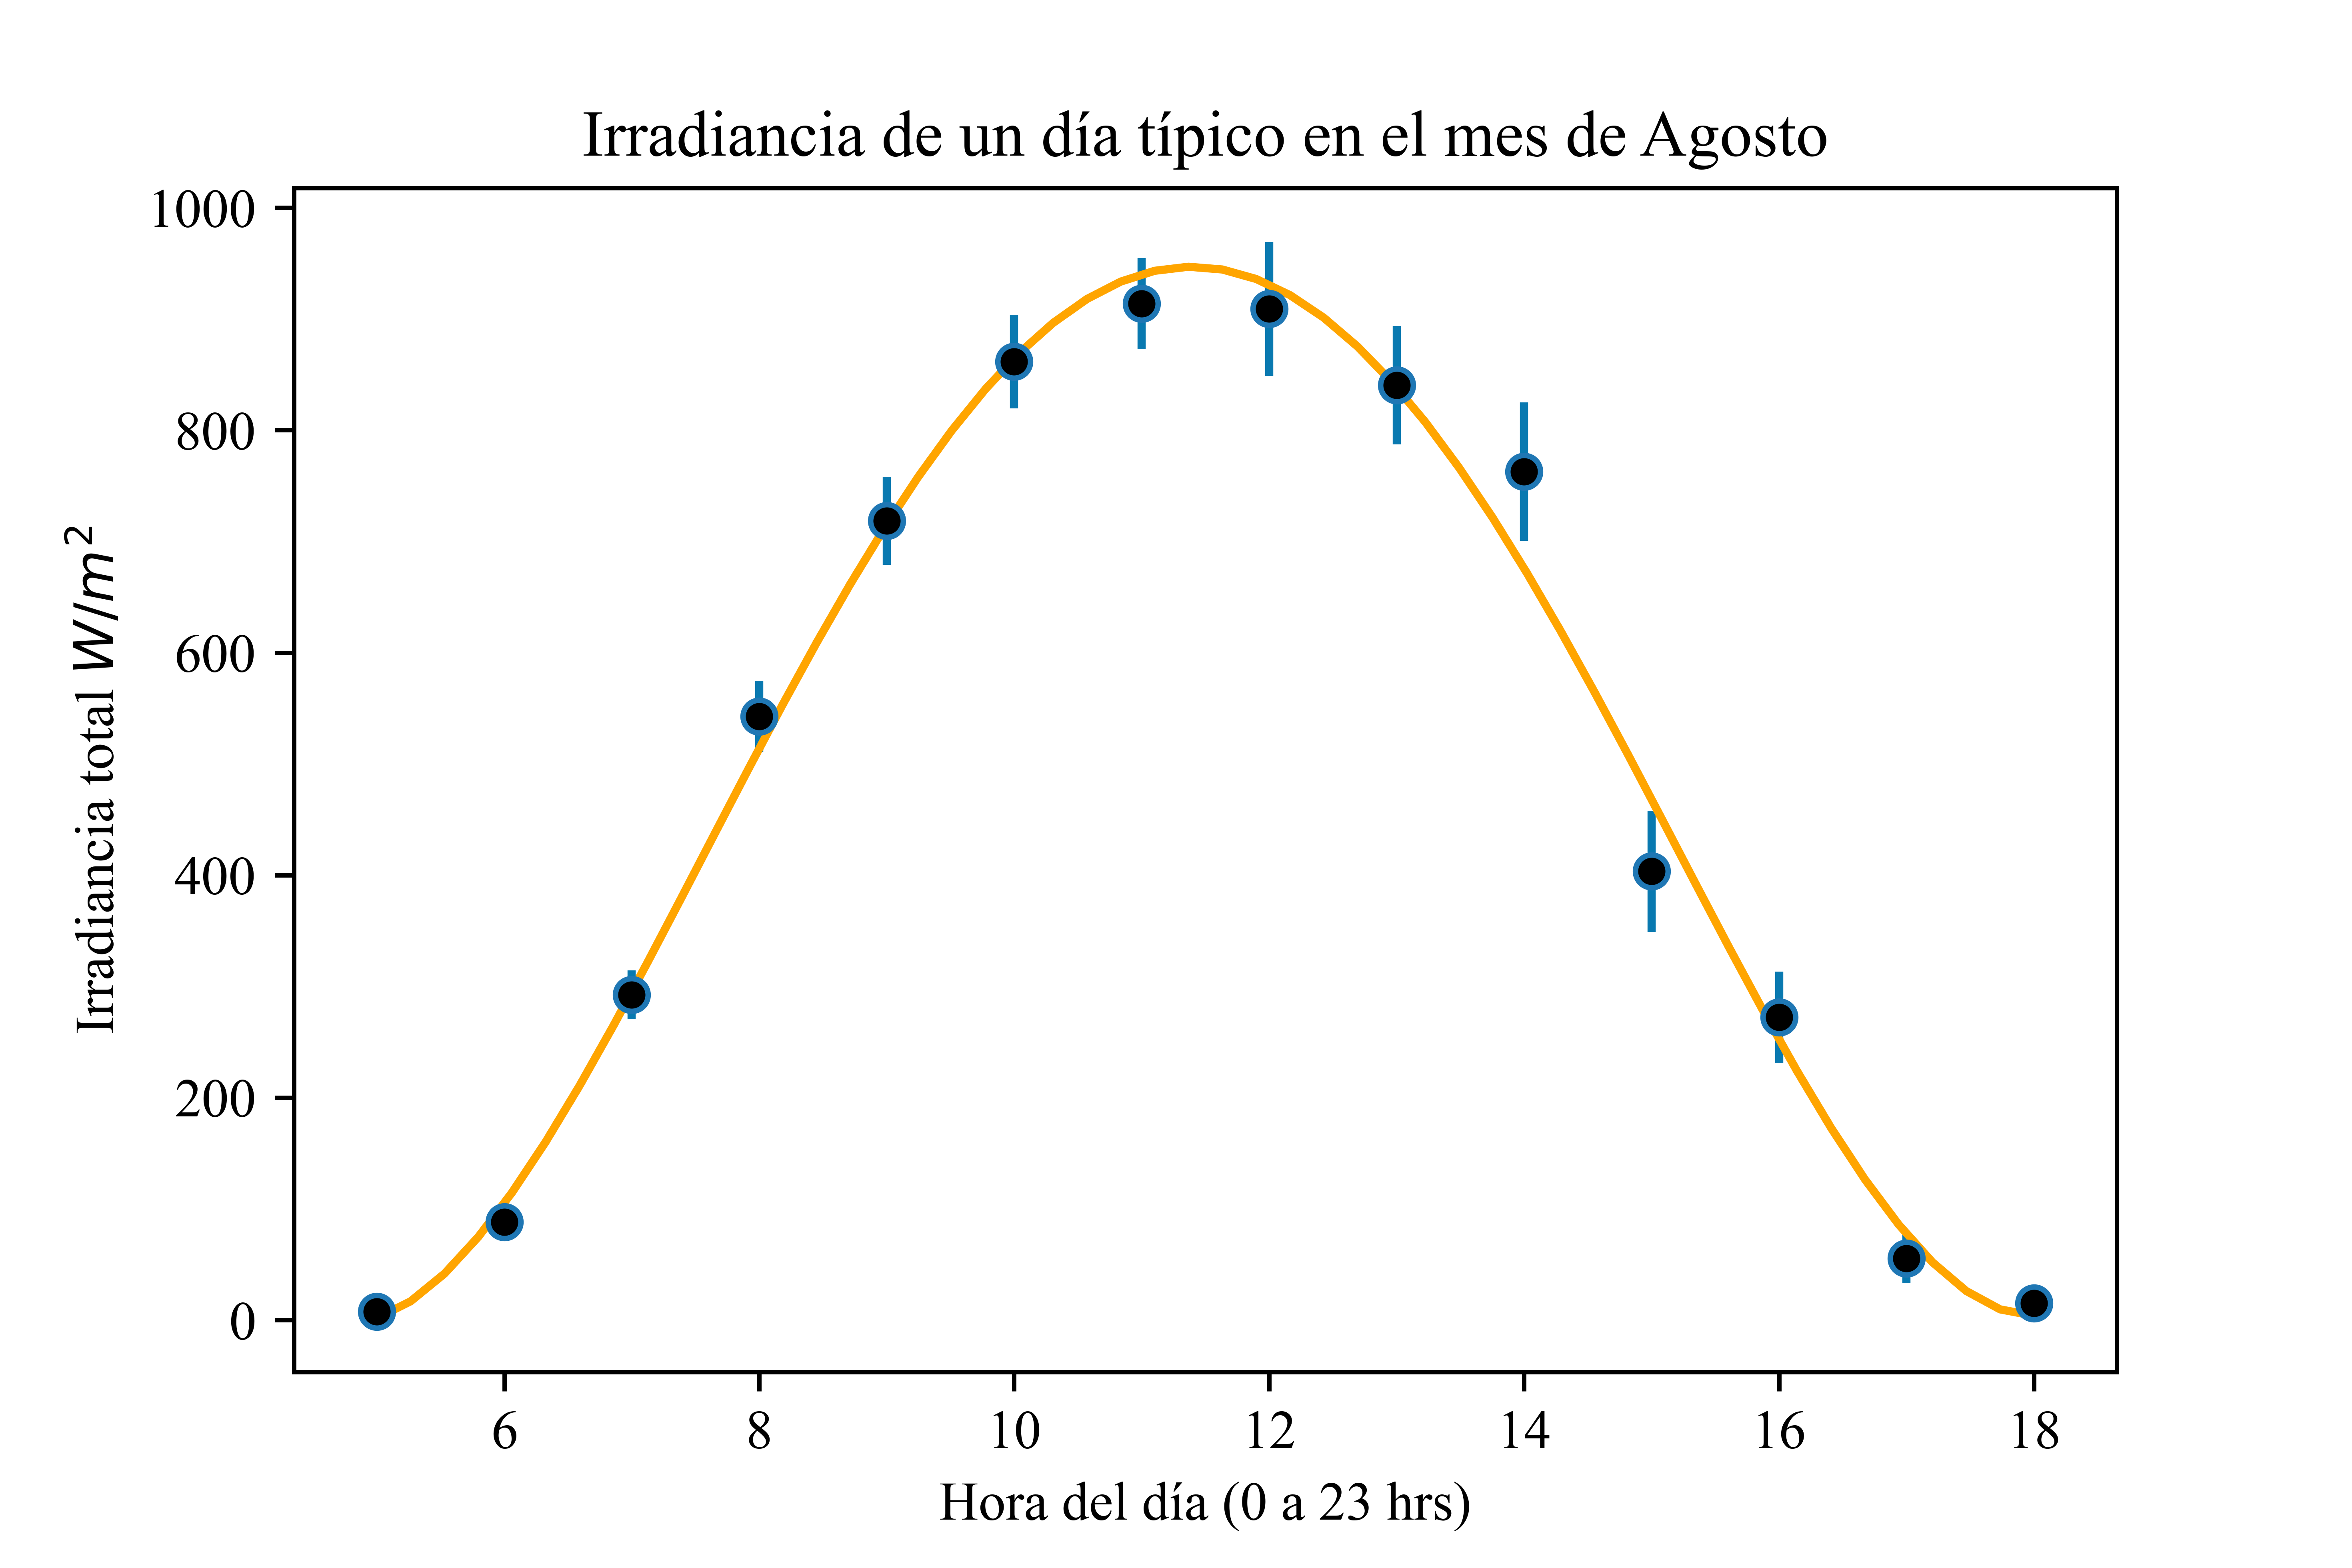 Irradiancia de un día típico en el mes de Agosto
Irradiancia total W/m²
1000
800
600
400
200
0
6 8 10 12 14 16 18
Hora del día (0 a 23 hrs)